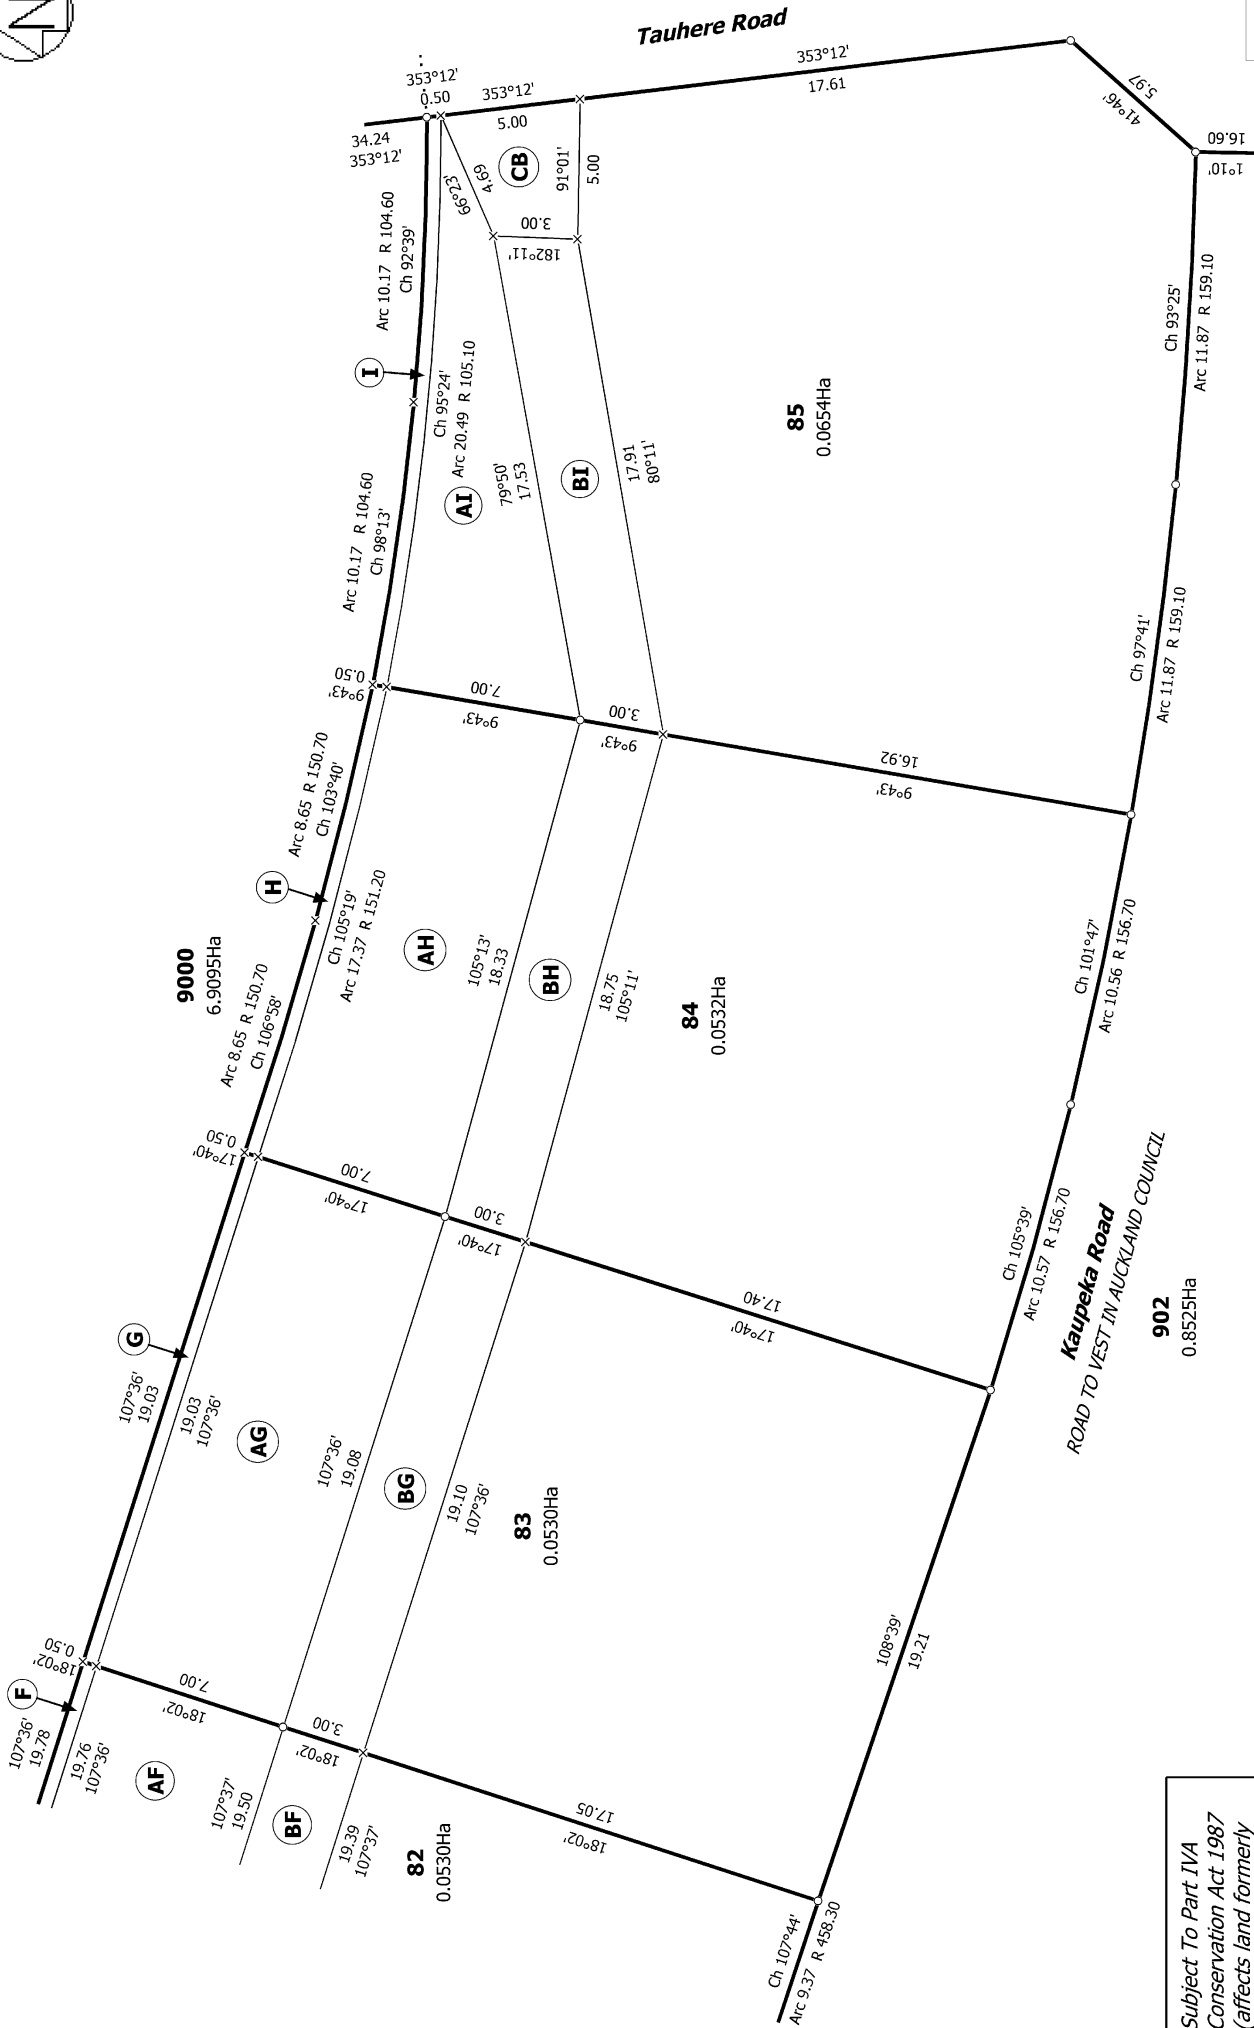 N
Tauhere Road
353°12'
0.50
34.24
353°12'
353°12'
5.00
353°12'
17.61
5.97
41°46'
16.60
1°10'
CB
66°23'
4.69
91°01'
5.00
3.00
182°11'
Arc 10.17 R 104.60
Ch 92°39'
I
Ch 95°24'
Arc 20.49 R 105.10
Arc 10.17 R 104.60
Ch 98°13'
AI
79°50'
17.53
BI
17.91
80°11'
85
0.0654Ha
Ch 93°25'
Arc 11.87 R 159.10
Ch 97°41'
Arc 11.87 R 159.10
0.50
9°43'
7.00
9°43'
3.00
9°43'
16.92
9°43'
Arc 8.65 R 150.70
Ch 103°40'
H
9000
6.9095Ha
Arc 8.65 R 150.70
Ch 106°58'
Ch 105°19'
Arc 17.37 R 151.20
AH
105°13'
18.33
BH
18.75
105°11'
84
0.0532Ha
Ch 101°47'
Arc 10.56 R 156.70
Ch 105°39'
Arc 10.57 R 156.70
0.50
17°40'
7.00
17°40'
3.00
17°40'
17.40
17°40'
Kaupeka Road
ROAD TO VEST IN AUCKLAND COUNCIL
902
0.8525Ha
G
107°36'
19.03
19.03
107°36'
AG
107°36'
19.08
BG
19.10
107°36'
83
0.0530Ha
108°39'
19.21
0.50
18°02'
7.00
18°02'
3.00
18°02'
17.05
18°02'
F
107°36'
19.78
19.76
107°36'
AF
107°37'
19.50
BF
19.39
107°37'
82
0.0530Ha
Ch 107°44'
Arc 9.37 R 458.30
Subject To Part IVA
Conservation Act 1987
(affects land formerly